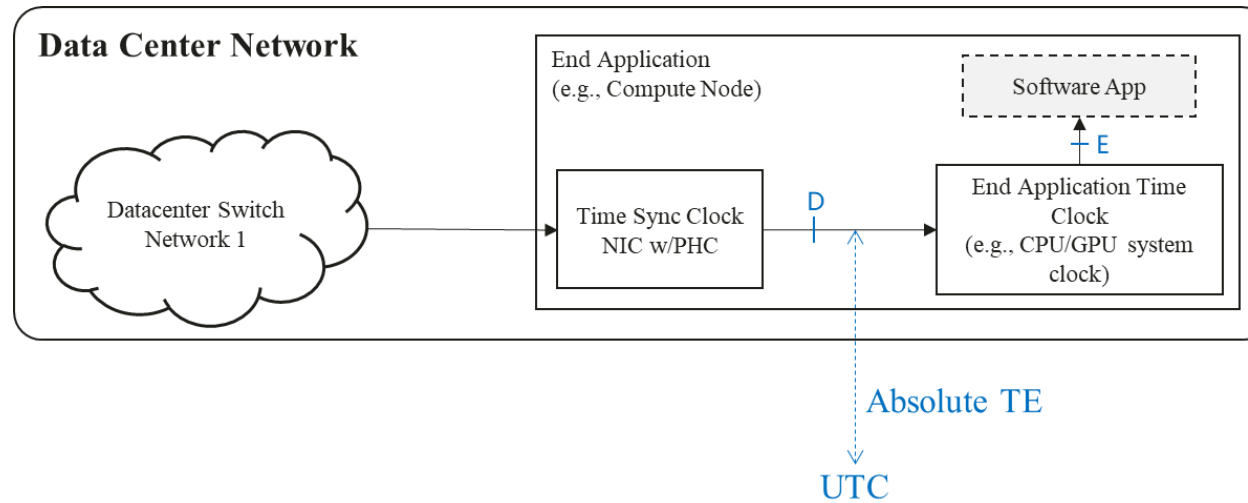 Data Center Network
End Application
(e.g., Compute Node)
Software App
E
Datacenter Switch
Network 1
Time Sync Clock
NIC w/PHC
D
End Application Time
Clock
(e.g., CPU/GPU system
clock)
Absolute TE
UTC